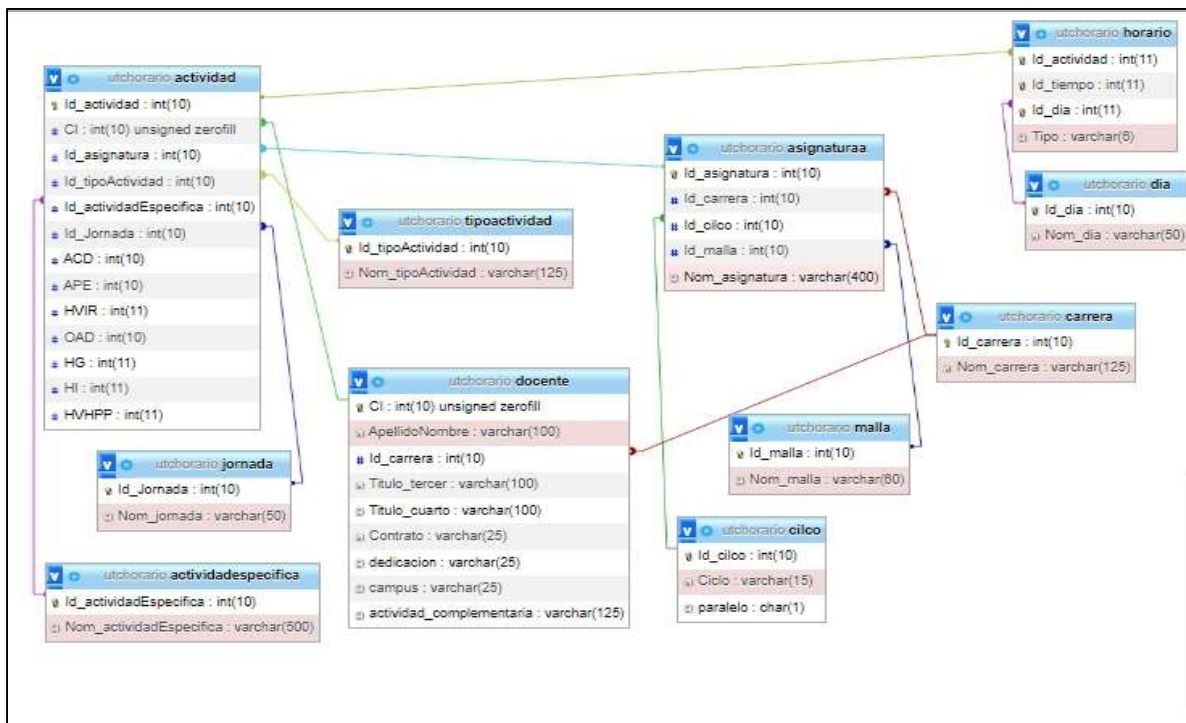 utchorario actividad
Id_actividad : int(10)
CI : int(10) unsigned zerofill
Id_asignatura : int(10)
Id_tipoActividad : int(10)
Id_actividadEspecifica : int(10)
Id_Jornada : int(10)
ACD : int(10)
APE : int(10)
HVIR : int(11)
OAD : int(10)
HG : int(11)
HI : int(11)
HVHPP : int(11)
utchorario jornada
Id_Jornada : int(10)
Nom_jornada : varchar(50)
utchorario actividadespecifica
Id_actividadEspecifica : int(10)
Nom_actividadEspecifica : varchar(500)
utchorario tipoactividad
Id_tipoActividad : int(10)
Nom_tipoActividad : varchar(125)
utchorario docente
CI : int(10) unsigned zerofill
ApellidoNombre : varchar(100)
Id_carrera : int(10)
Titulo_tercer : varchar(100)
Titulo_cuarto : varchar(100)
Contrato : varchar(25)
dedicacion : varchar(25)
campus : varchar(25)
actividad_complementaria : varchar(125)
utchorario asignaturaa
Id_asignatura : int(10)
Id_carrera : int(10)
Id_cilco : int(10)
Id_malla : int(10)
Nom_asignatura : varchar(400)
utchorario horario
Id_actividad : int(11)
Id_tiempo : int(11)
Id_dia : int(11)
Tipo : varchar(6)
utchorario dia
Id_dia : int(10)
Nom_dia : varchar(50)
utchorario carrera
Id_carrera : int(10)
Nom_carrera : varchar(125)
utchorario malla
Id_malla : int(10)
Nom_malla : varchar(60)
utchorario cilco
Id_cilco : int(10)
Ciclo : varchar(15)
paralelo : char(1)